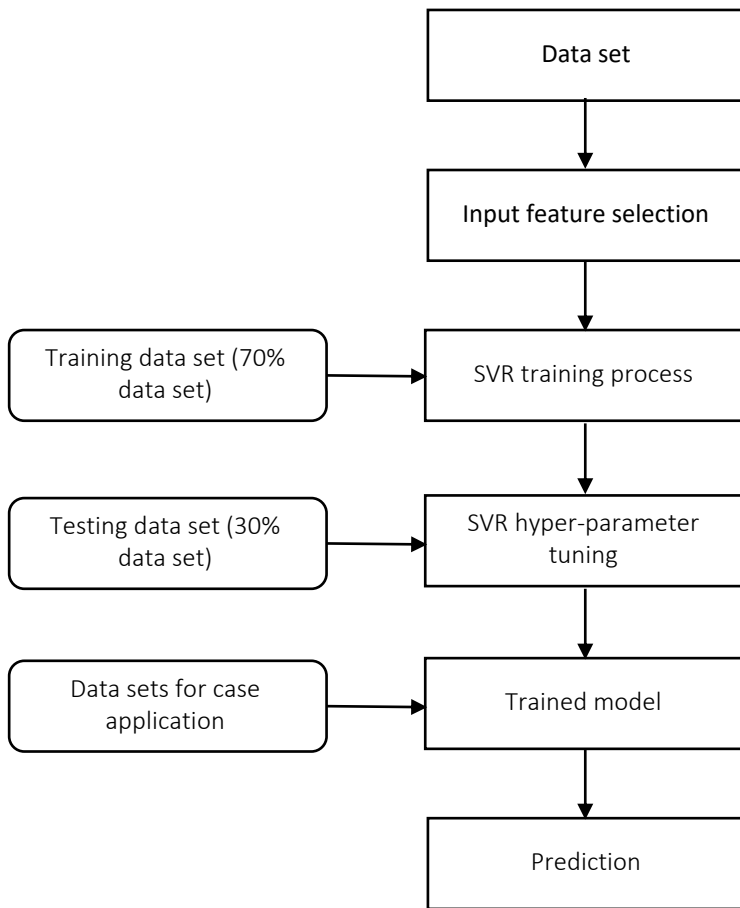 Data set
Input feature selection
Training data set (70%
data set)
SVR training process
Testing data set (30%
data set)
SVR hyper-parameter
tuning
Data sets for case
application
Trained model
Prediction